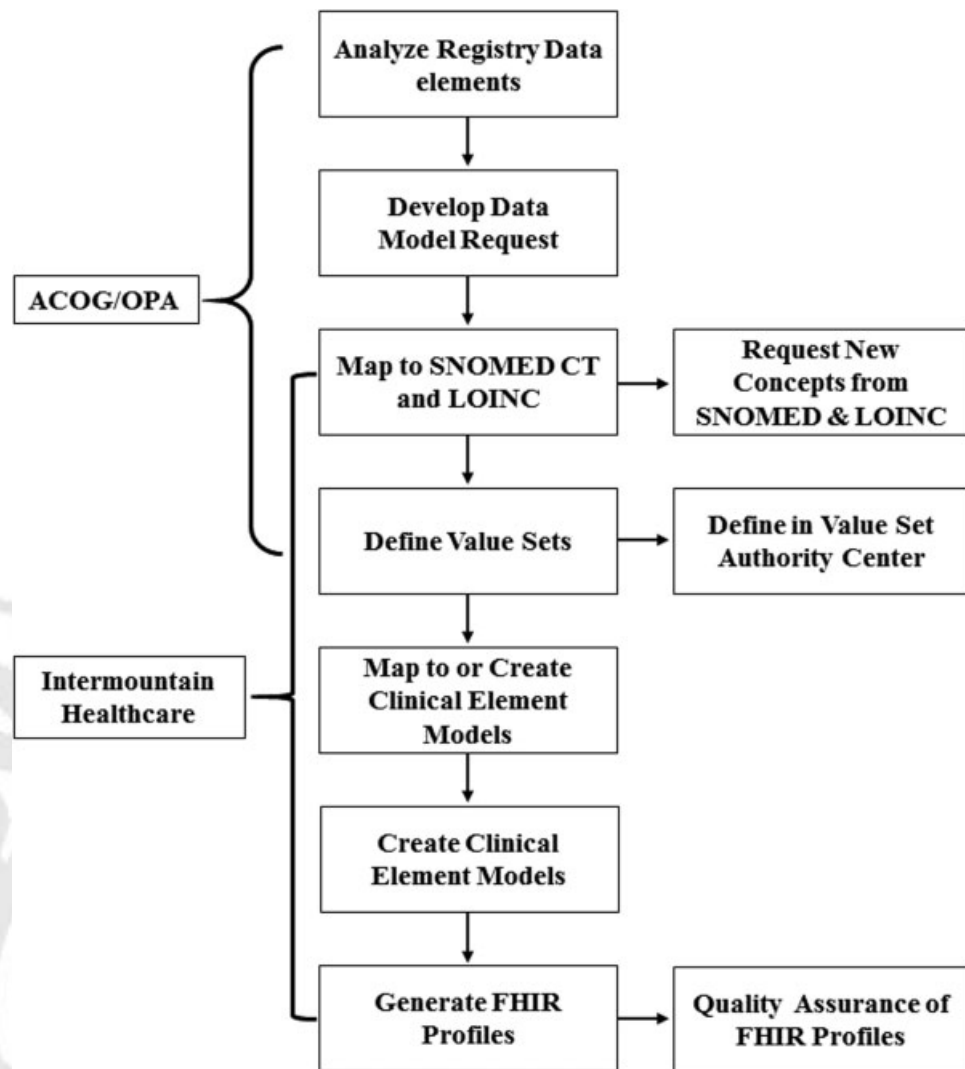 Analyze Registry Data
elements
Develop Data
Model Request
ACOG/OPA
Map to SNOMED CT
and LOINC
Request New
Concepts from
SNOMED & LOINC
Define Value Sets
Define in Value Set
Authority Center
Intermountain
Healthcare
Map to or Create
Clinical Element
Models
Create Clinical
Element Models
Generate FHIR
Profiles
Quality Assurance of
FHIR Profiles